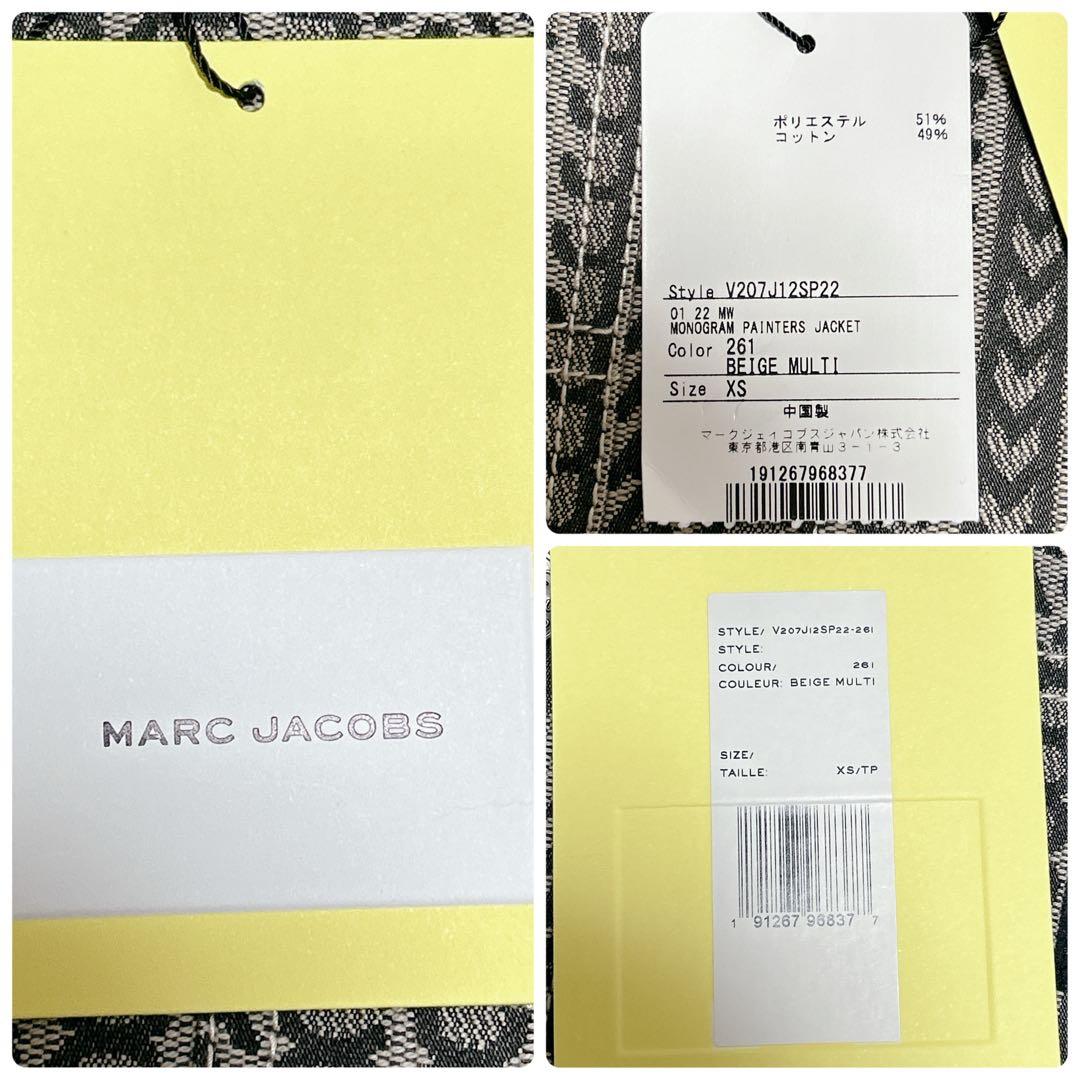 MARC JACOBS
ポリエステル 51%
コットン 49%
Style V207J12SP22
01 22 MW
MONOGRAM PAINTERS JACKET
Color 261
BEIGE MULTI
Size XS
中国製
マークジェイコブスジャパン株式会社
東京都港区南青山3-1-3
191267968377
STYLE/ V207J12SP22-261
STYLE:
COLOUR/ 261
COULEUR: BEIGE MULTI
SIZE/
TAILLE: XS/TP
1 91267 96837 7